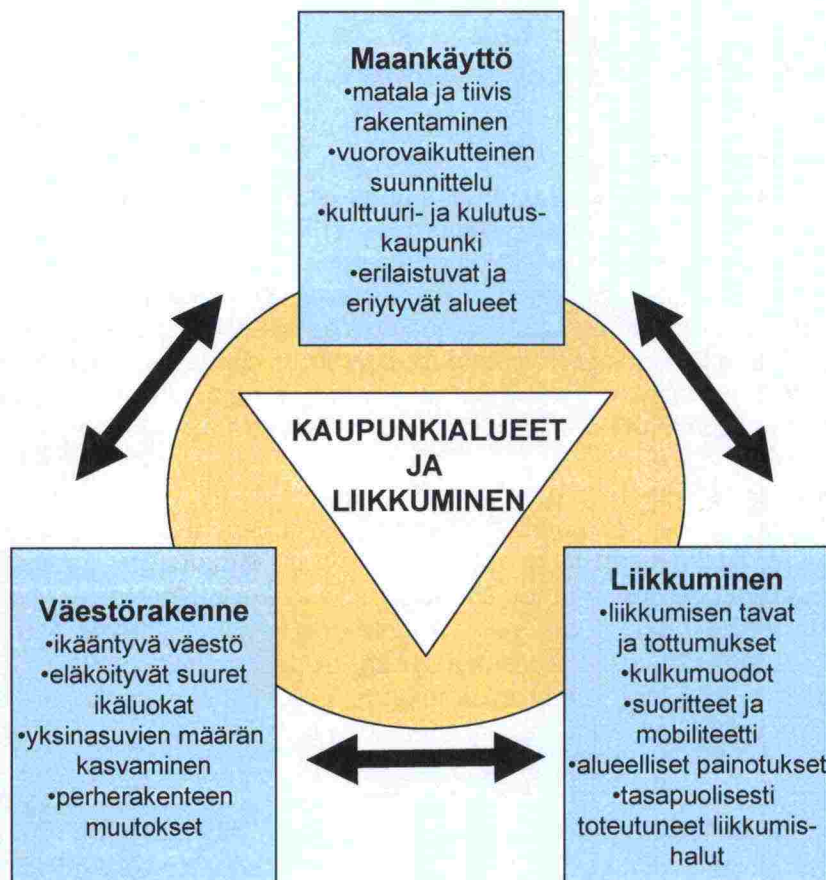 Maankäyttö
•matala ja tiivis
rakentaminen
•vuorovaikutteinen
suunnittelu
•kulttuuri- ja kulutus-
kaupunki
•erilaistuvat ja
eriytyvät alueet
KAUPUNKIALUEET
JA
LIIKKUMINEN
Väestörakenne
•ikääntyvä väestö
•eläköityvät suuret
ikäluokat
•yksinasuvien määrän
kasvaminen
•perherakenteen
muutokset
Liikkuminen
•liikkumisen tavat
ja tottumukset
•kulkumuodot
•suoritteet ja
mobiliteetti
•alueelliset painotukset
•tasapuolisesti
toteutuneet liikkumis-
halut